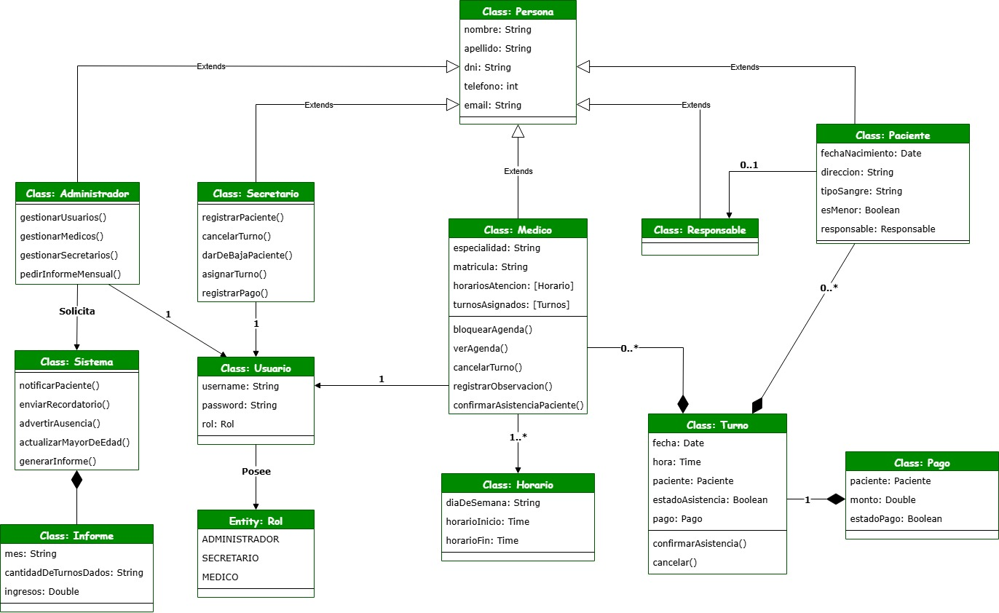 Class: Persona
nombre: String
apellido: String
dni: String
telefono: int
email: String
Extends
Extends
Extends
Extends
Extends
Class: Paciente
fechaNacimiento: Date
direccion: String
tipoSangre: String
esMenor: Boolean
responsable: Responsable
0..1
Class: Administrador
gestionarUsuarios()
gestionarMedicos()
gestionarSecretarios()
pedirInformeMensual()
Class: Secretario
registrarPaciente()
cancelarTurno()
darDeBajaPaciente()
asignarTurno()
registrarPago()
Class: Medico
especialidad: String
matricula: String
horariosAtencion: [Horario]
turnosAsignados: [Turnos]
bloquearAgenda()
verAgenda()
cancelarTurno()
registrarObservacion()
confirmarAsistenciaPaciente()
Class: Responsable
0..*
Solicita
1
1
0..*
1
Class: Sistema
notificarPaciente()
enviarRecordatorio()
advertirAusencia()
actualizarMayorDeEdad()
generarInforme()
Class: Usuario
username: String
password: String
rol: Rol
1..*
Posee
Class: Turno
fecha: Date
hora: Time
paciente: Paciente
estadoAsistencia: Boolean
pago: Pago
confirmarAsistencia()
cancelar()
1
Class: Pago
paciente: Paciente
monto: Double
estadoPago: Boolean
Class: Horario
diaDeSemana: String
horarioInicio: Time
horarioFin: Time
Entity: Rol
ADMINISTRADOR
SECRETARIO
MEDICO
Class: Informe
mes: String
cantidadDeTurnosDados: String
ingresos: Double